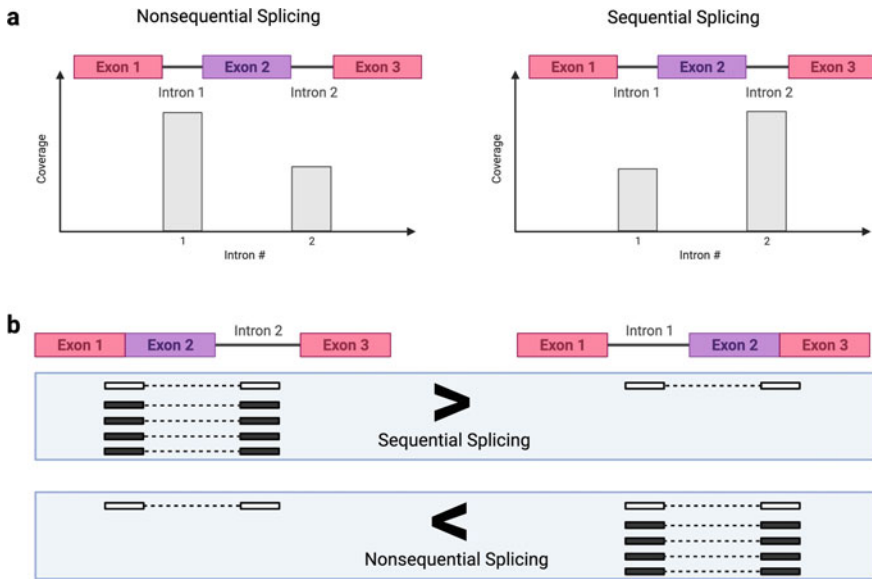 a
Nonsequential Splicing
Sequential Splicing
Exon 1 Exon 2 Exon 3
Exon 1 Exon 2 Exon 3
Intron 1 Intron 2
Intron 1 Intron 2
Coverage
Coverage
1 2
1 2
Intron #
Intron #
b
Intron 2
Intron 1
Exon 1 Exon 2 Exon 3
Exon 1 Exon 2 Exon 3
>
Sequential Splicing
<
Nonsequential Splicing